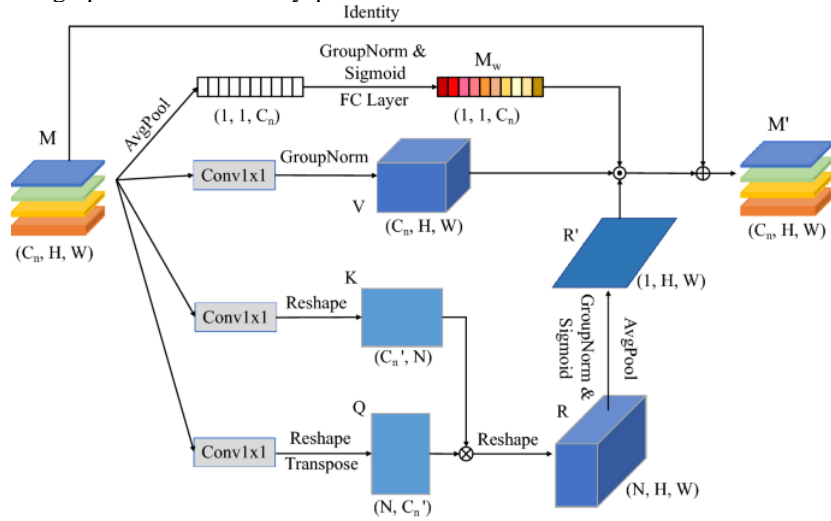 Identity
GroupNorm &
Sigmoid
M_w
FC Layer
AvgPool
(1, 1, C_n)
(1, 1, C_n)
M
M'
GroupNorm
Conv1x1
V
(C_n, H, W)
(C_n, H, W)
(C_n, H, W)
R'
(1, H, W)
K
Reshape
Conv1x1
(C_n', N)
GroupNorm &
Sigmoid
AvgPool
Q
R
Reshape
Conv1x1
Transpose
Reshape
(N, C_n')
(N, H, W)